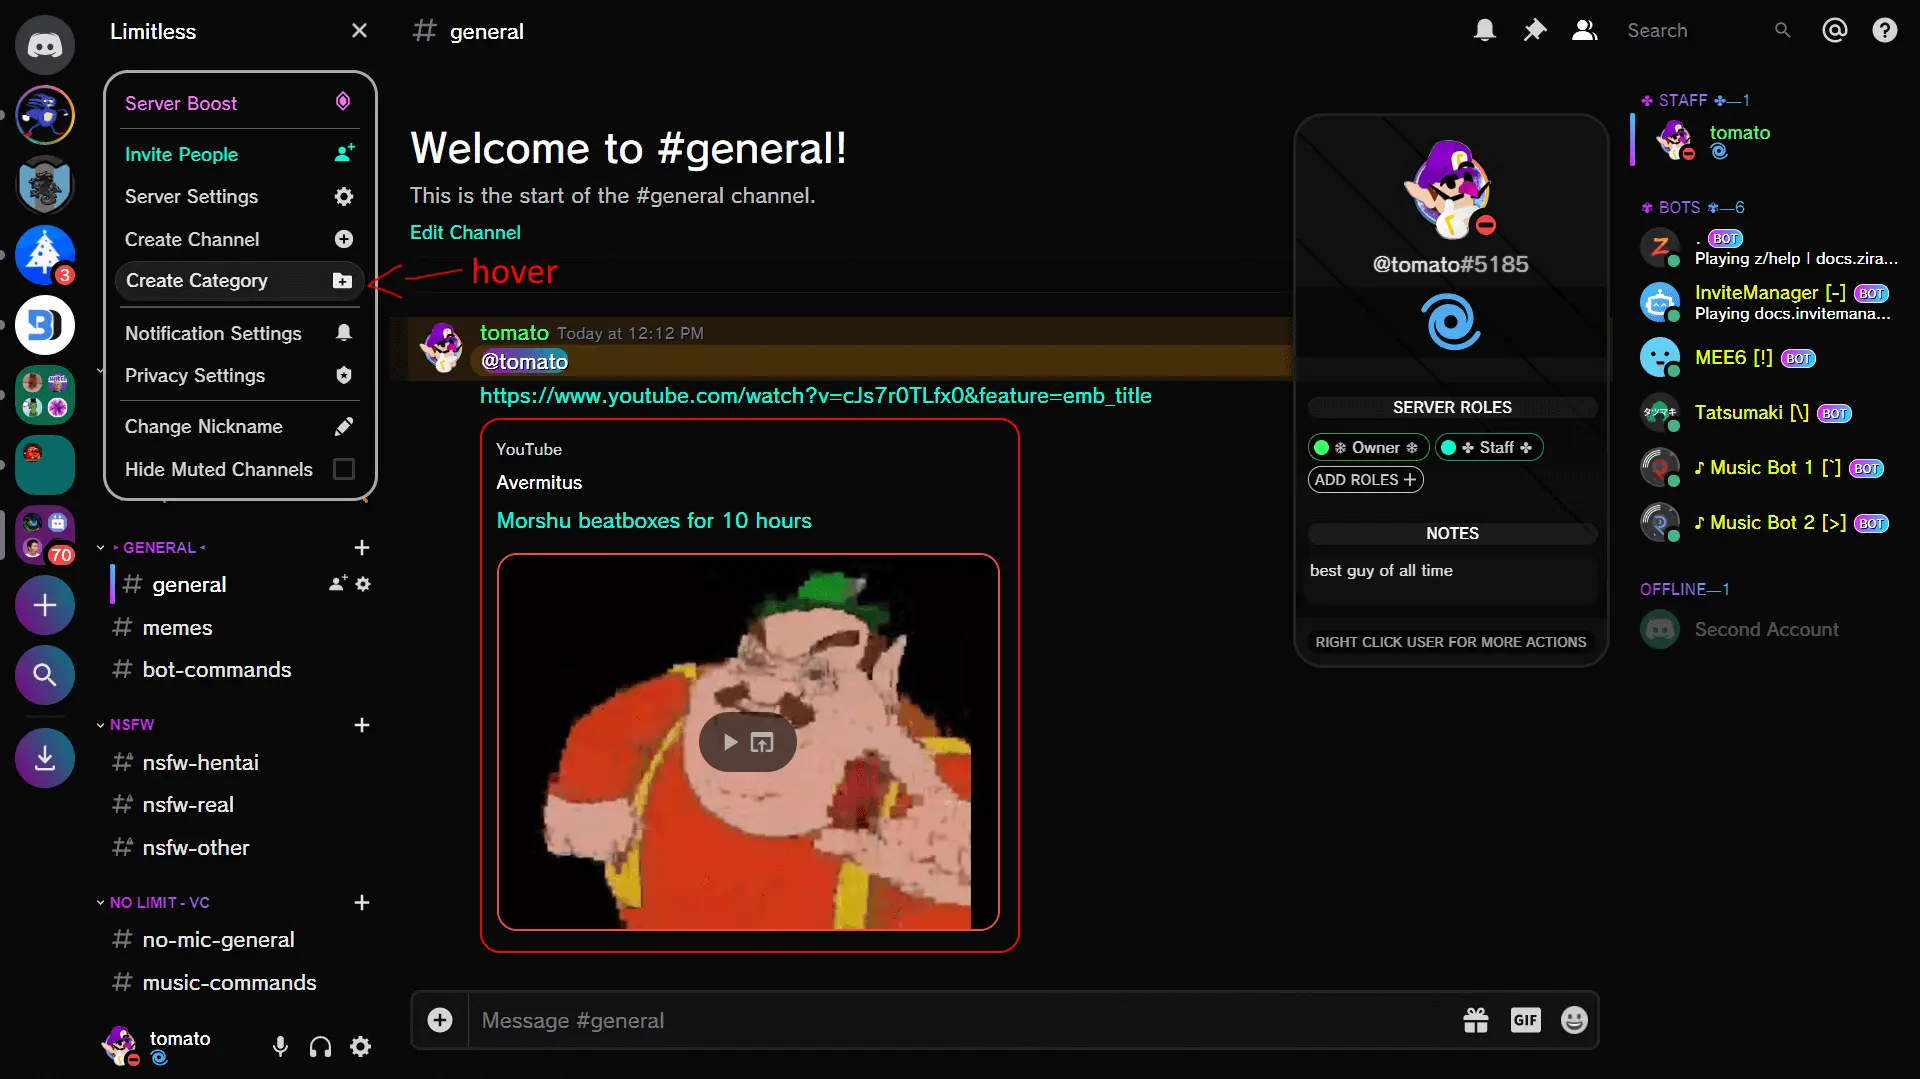 Limitless
Server Boost
Invite People
Server Settings
Create Channel
Create Category
Notification Settings
Privacy Settings
Change Nickname
Hide Muted Channels
3
70
GENERAL
general
memes
bot-commands
NSFW
nsfw-hentai
nsfw-real
nsfw-other
NO LIMIT - VC
no-mic-general
music-commands
tomato
general
Search
hover
Welcome to #general!
This is the start of the #general channel.
Edit Channel
tomato Today at 12:12 PM
@tomato
https://www.youtube.com/watch?v=cJs7r0TLfx0&feature=emb_title
YouTube
Avermitus
Morshu beatboxes for 10 hours
Message #general
GIF
@tomato#5185
SERVER ROLES
❄ Owner ❄ ✤ Staff ✤
ADD ROLES +
NOTES
best guy of all time
RIGHT CLICK USER FOR MORE ACTIONS
✤ STAFF ✤—1
tomato
✾ BOTS ✾—6
. BOT
Playing z/help | docs.zira...
InviteManager [-] BOT
Playing docs.invitemana...
MEE6 [!] BOT
タツマキ
Tatsumaki [\] BOT
♪ Music Bot 1 [`] BOT
♪ Music Bot 2 [>] BOT
OFFLINE—1
Second Account